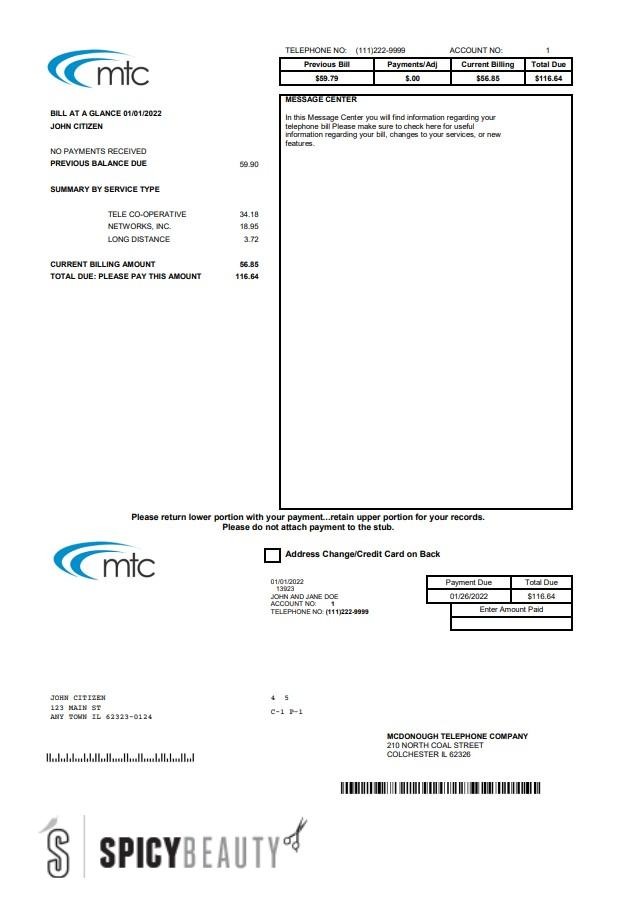 mtc
TELEPHONE NO: (111)222-9999 ACCOUNT NO: 1
Previous Bill Payments/Adj Current Billing Total Due
$59.79 $.00 $56.85 $116.64
BILL AT A GLANCE 01/01/2022
JOHN CITIZEN
NO PAYMENTS RECEIVED
PREVIOUS BALANCE DUE 59.90
SUMMARY BY SERVICE TYPE
TELE CO-OPERATIVE 34.18
NETWORKS, INC. 18.95
LONG DISTANCE 3.72
CURRENT BILLING AMOUNT 56.85
TOTAL DUE: PLEASE PAY THIS AMOUNT 116.64
MESSAGE CENTER
In this Message Center you will find information regarding your
telephone bill Please make sure to check here for useful
information regarding your bill, changes to your services, or new
features.
Please return lower portion with your payment...retain upper portion for your records.
Please do not attach payment to the stub.
mtc
Address Change/Credit Card on Back
01/01/2022
13923
JOHN AND JANE DOE
ACCOUNT NO: 1
TELEPHONE NO: (111)222-9999
Payment Due Total Due
01/26/2022 $116.64
Enter Amount Paid
JOHN CITIZEN
123 MAIN ST
ANY TOWN IL 62323-0124
4 5
C-1 P-1
MCDONOUGH TELEPHONE COMPANY
210 NORTH COAL STREET
COLCHESTER IL 62326
S SPICYBEAUTY